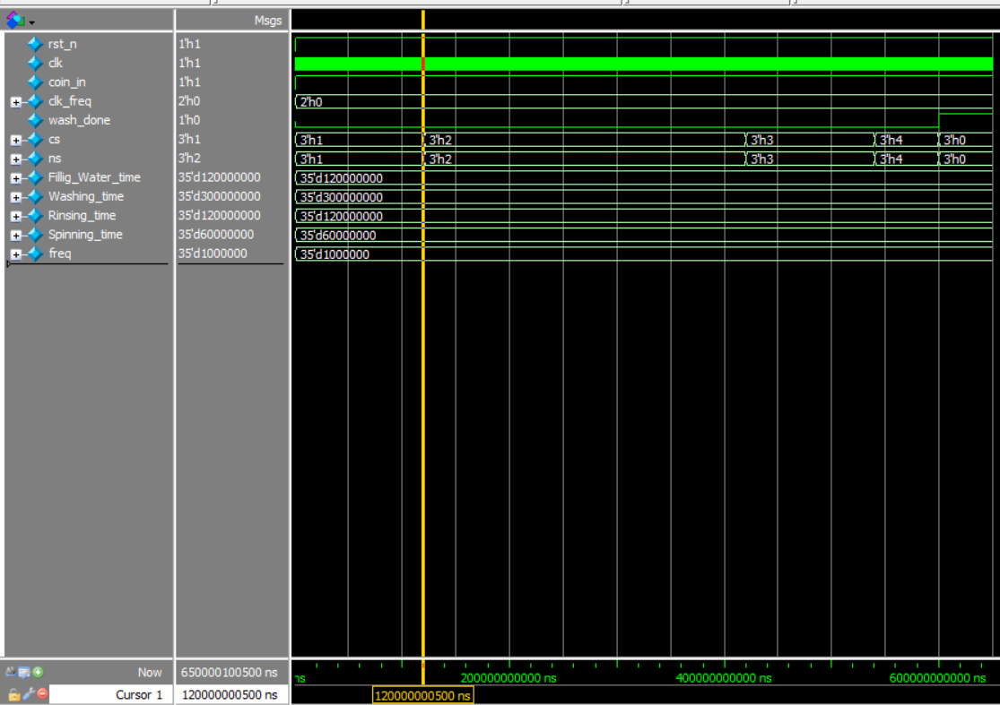 Msgs
rst_n 1'h1
clk 1'h1
coin_in 1'h1
clk_freq 2'h0 2'h0
wash_done 1'h0
cs 3'h1 3'h1 3'h2 3'h3 3'h4 3'h0
ns 3'h2 3'h1 3'h2 3'h3 3'h4 3'h0
Fillig_Water_time 35'd120000000 35'd120000000
Washing_time 35'd300000000 35'd300000000
Rinsing_time 35'd120000000 35'd120000000
Spinning_time 35'd60000000 35'd60000000
freq 35'd1000000 35'd1000000
Now 650000100500 ns ns 200000000000 ns 400000000000 ns 600000000000 ns
Cursor 1 120000000500 ns 120000000500 ns